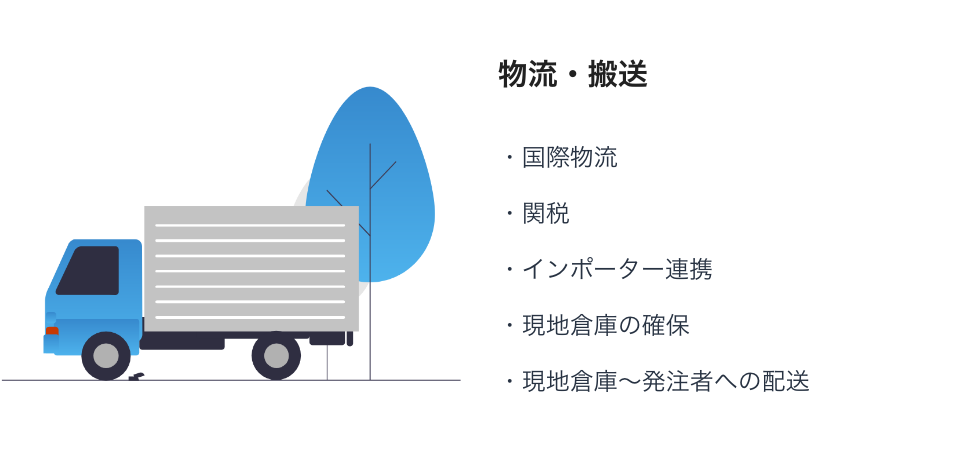 物流・搬送
・国際物流
・関税
・インポーター連携
・現地倉庫の確保
・現地倉庫〜発注者への配送